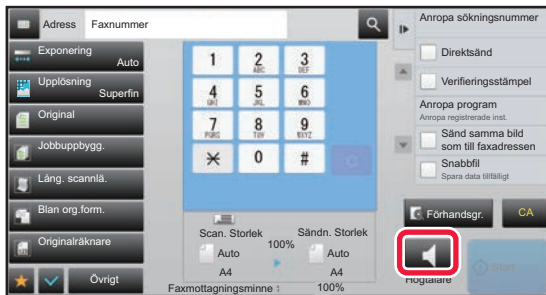 Adress Faxnummer
Exponering
Auto
Upplösning
Superfin
Original
Jobbuppbygg.
Lång. scannlä.
Blan org.form.
Originalräknare
Övrigt
1
2
ABC
3
DEF
4
GHI
5
JKL
6
MNO
7
PQRS
8
TUV
9
WXYZ
0
#
C
Scan. Storlek
100%
Sändn. Storlek
Auto
Auto
A4
A4
Faxmottagningsminne : 100%
Anropa sökningsnummer
Direktsänd
Verifieringsstämpel
Anropa program
Anropa registrerade inst.
Sänd samma bild
som till faxadressen
Snabbfil
Spara data tillfälligt
Förhandsgr.
CA
Högtalare
Start